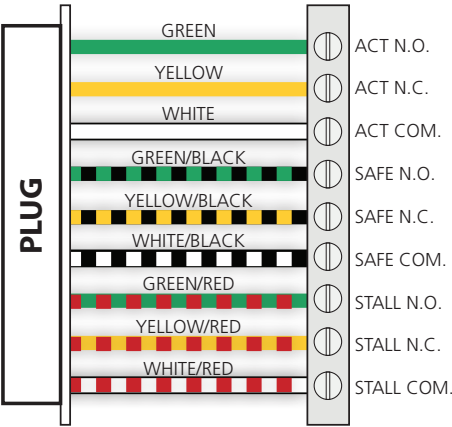 PLUG
GREEN
ACT N.O.
YELLOW
ACT N.C.
WHITE
ACT COM.
GREEN/BLACK
SAFE N.O.
YELLOW/BLACK
SAFE N.C.
WHITE/BLACK
SAFE COM.
GREEN/RED
STALL N.O.
YELLOW/RED
STALL N.C.
WHITE/RED
STALL COM.